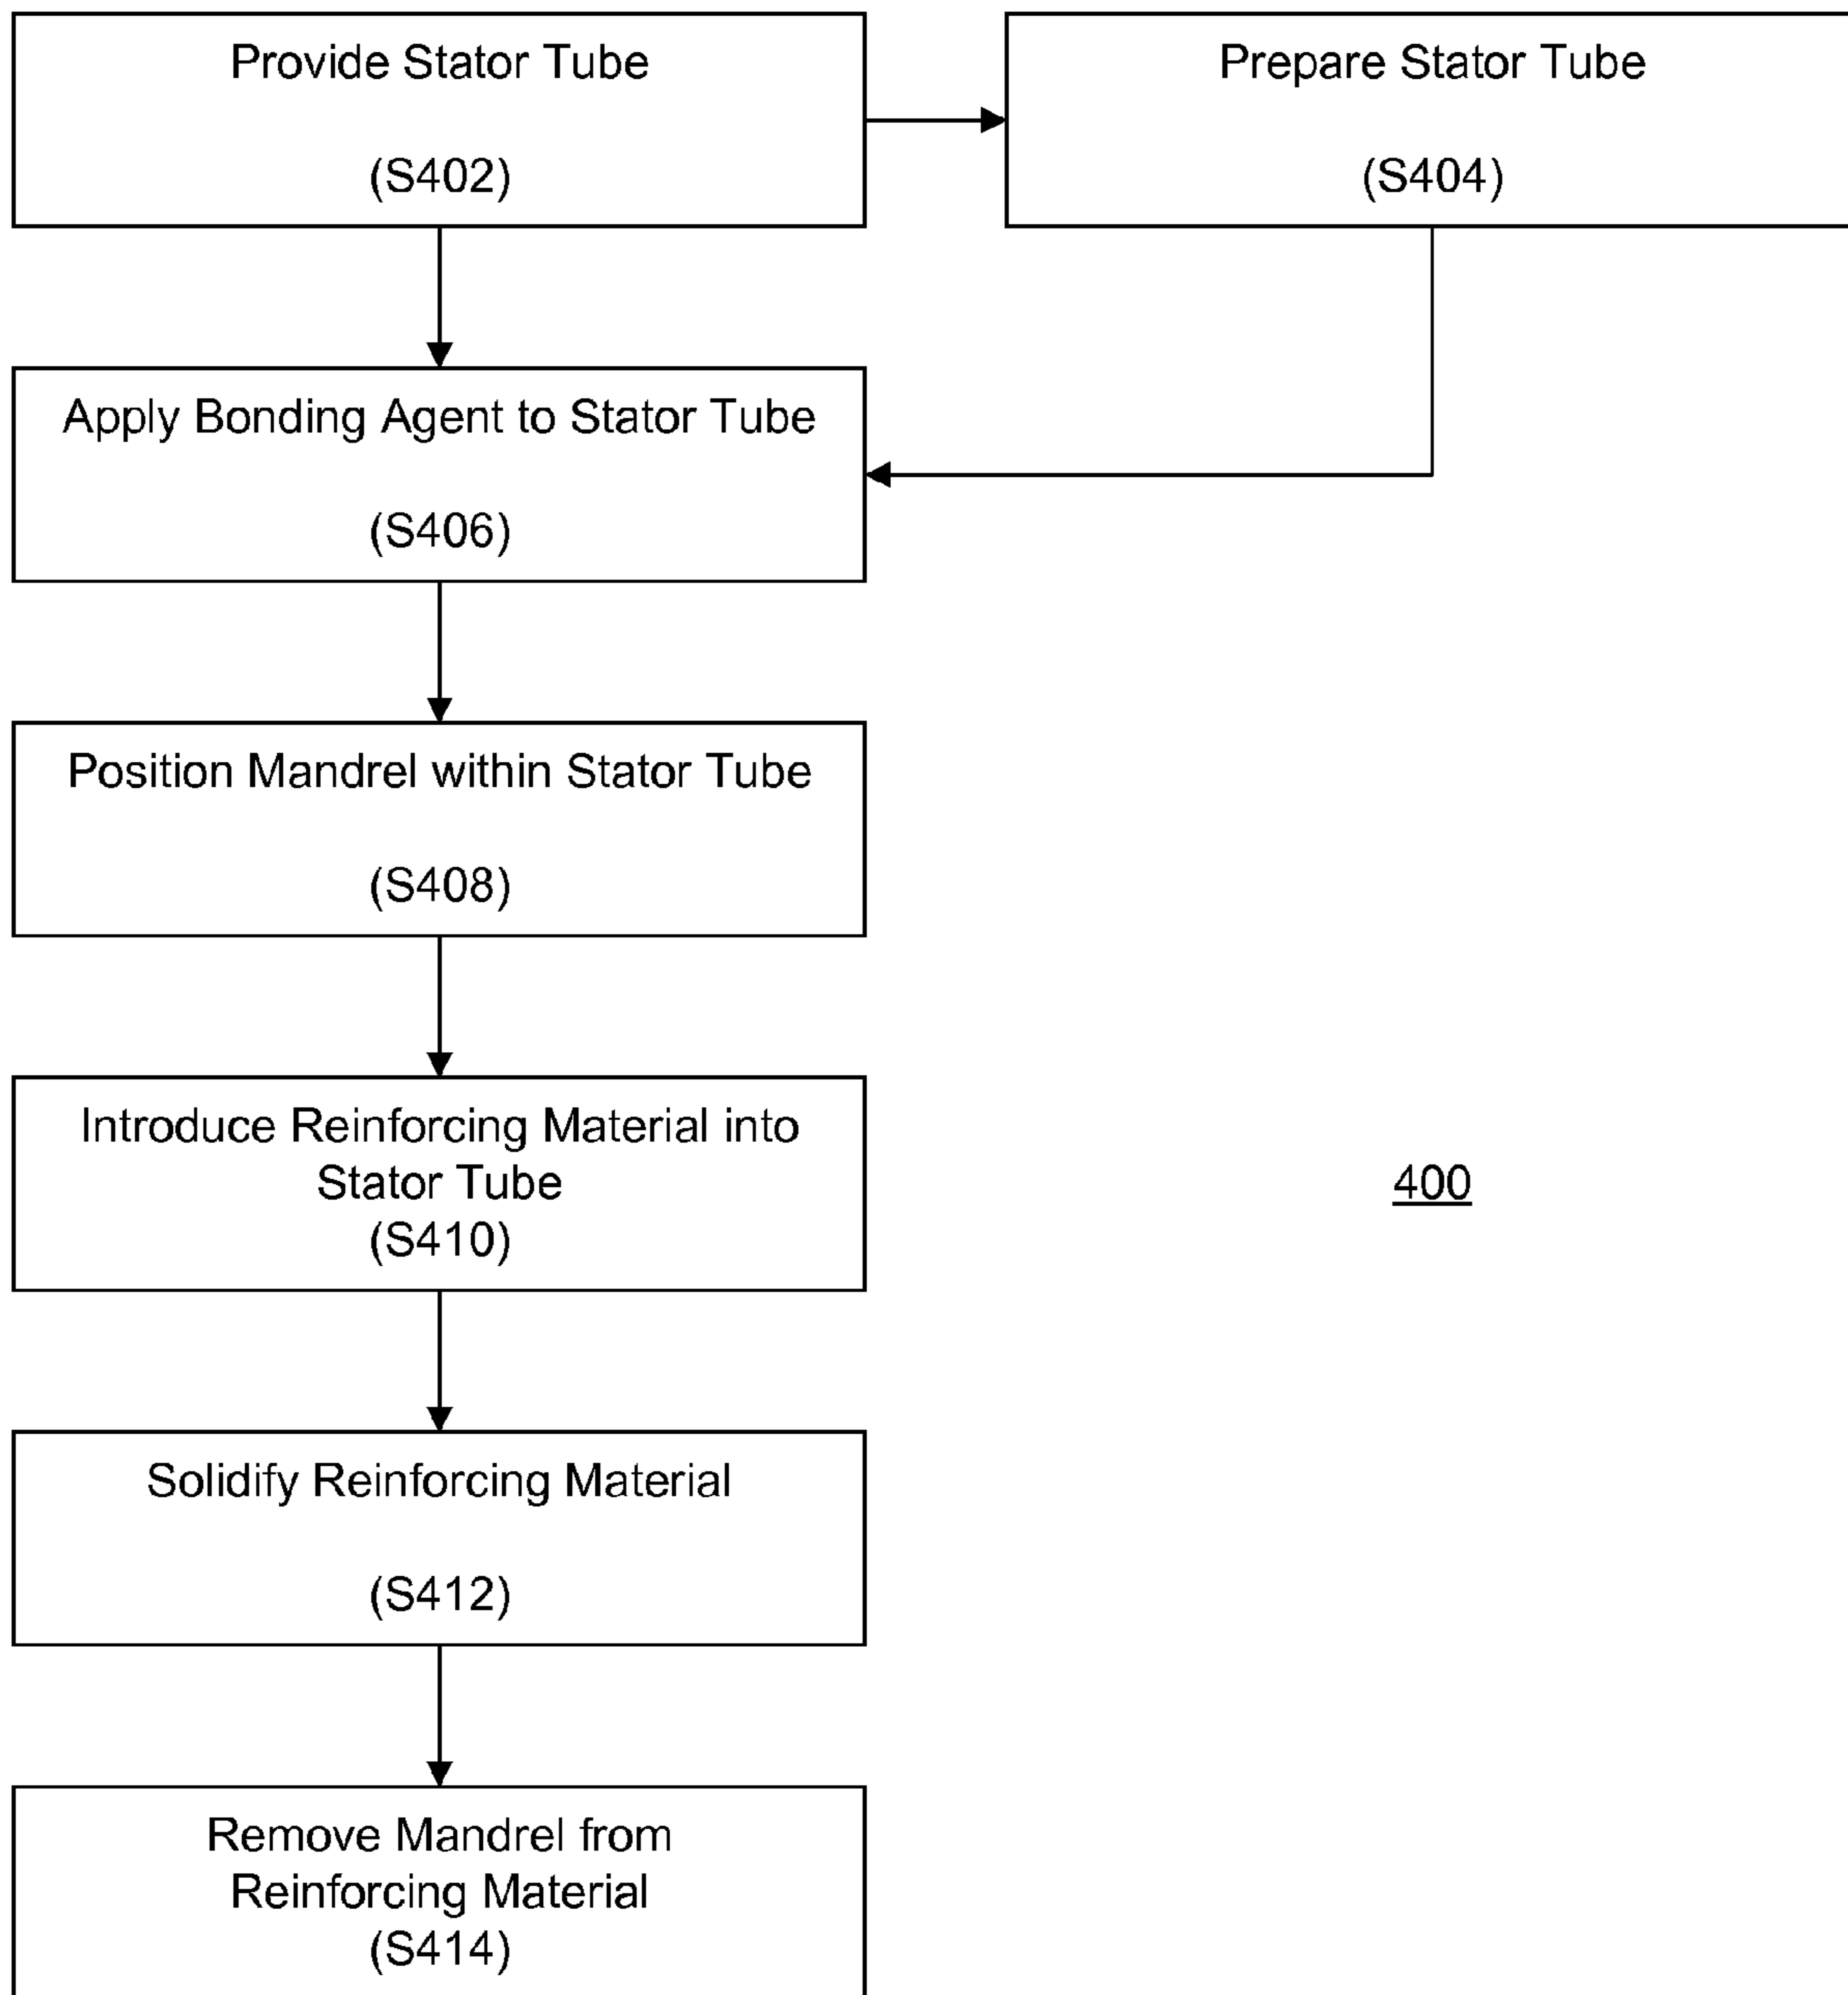 Provide Stator Tube
(S402)
Prepare Stator Tube
(S404)
Apply Bonding Agent to Stator Tube
(S406)
Position Mandrel within Stator Tube
(S408)
Introduce Reinforcing Material into
Stator Tube
(S410)
400
Solidify Reinforcing Material
(S412)
Remove Mandrel from
Reinforcing Material
(S414)